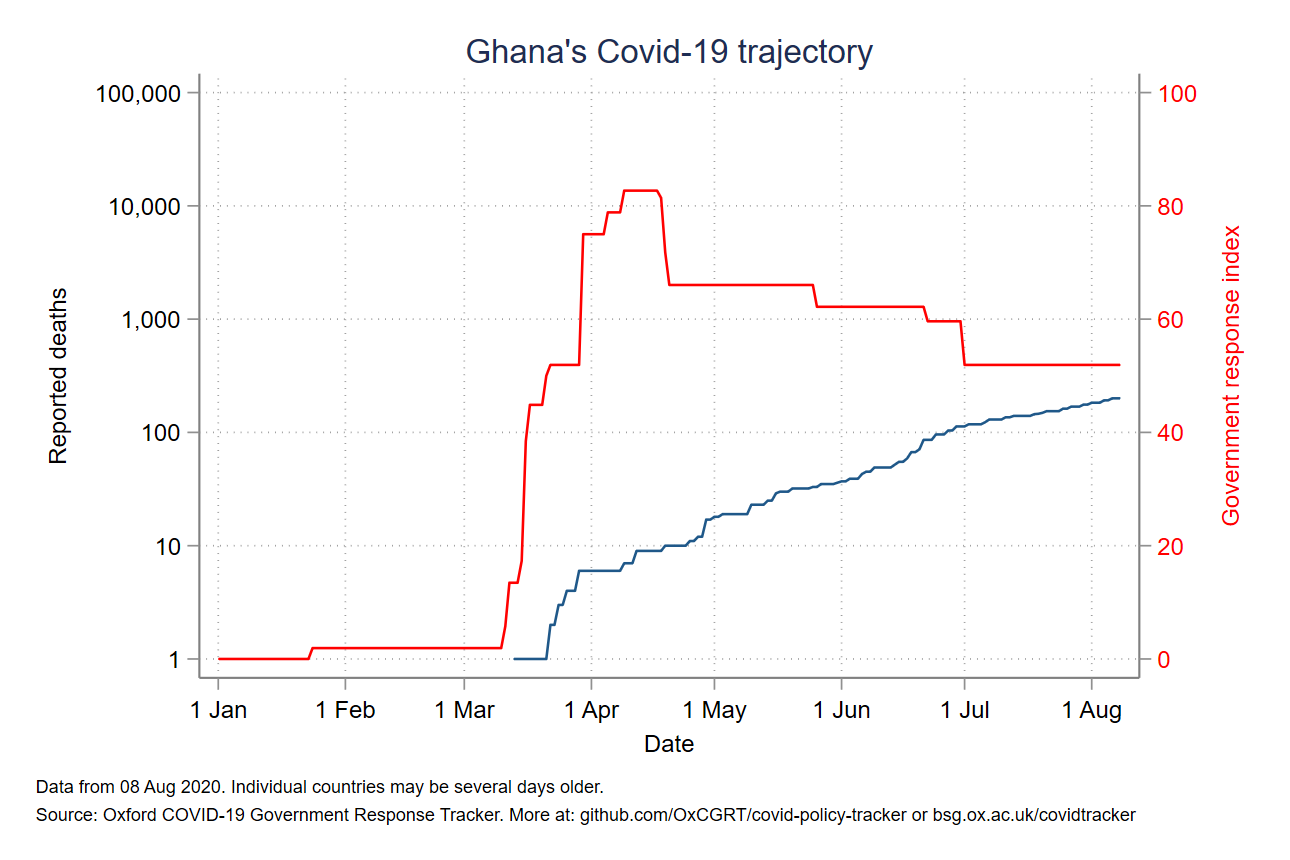 Ghana's Covid-19 trajectory
100,000
10,000
1,000
100
10
1
Reported deaths
100
80
60
40
20
0
Government response index
1 Jan 1 Feb 1 Mar 1 Apr 1 May 1 Jun 1 Jul 1 Aug
Date
Data from 08 Aug 2020. Individual countries may be several days older.
Source: Oxford COVID-19 Government Response Tracker. More at: github.com/OxCGRT/covid-policy-tracker or bsg.ox.ac.uk/covidtracker